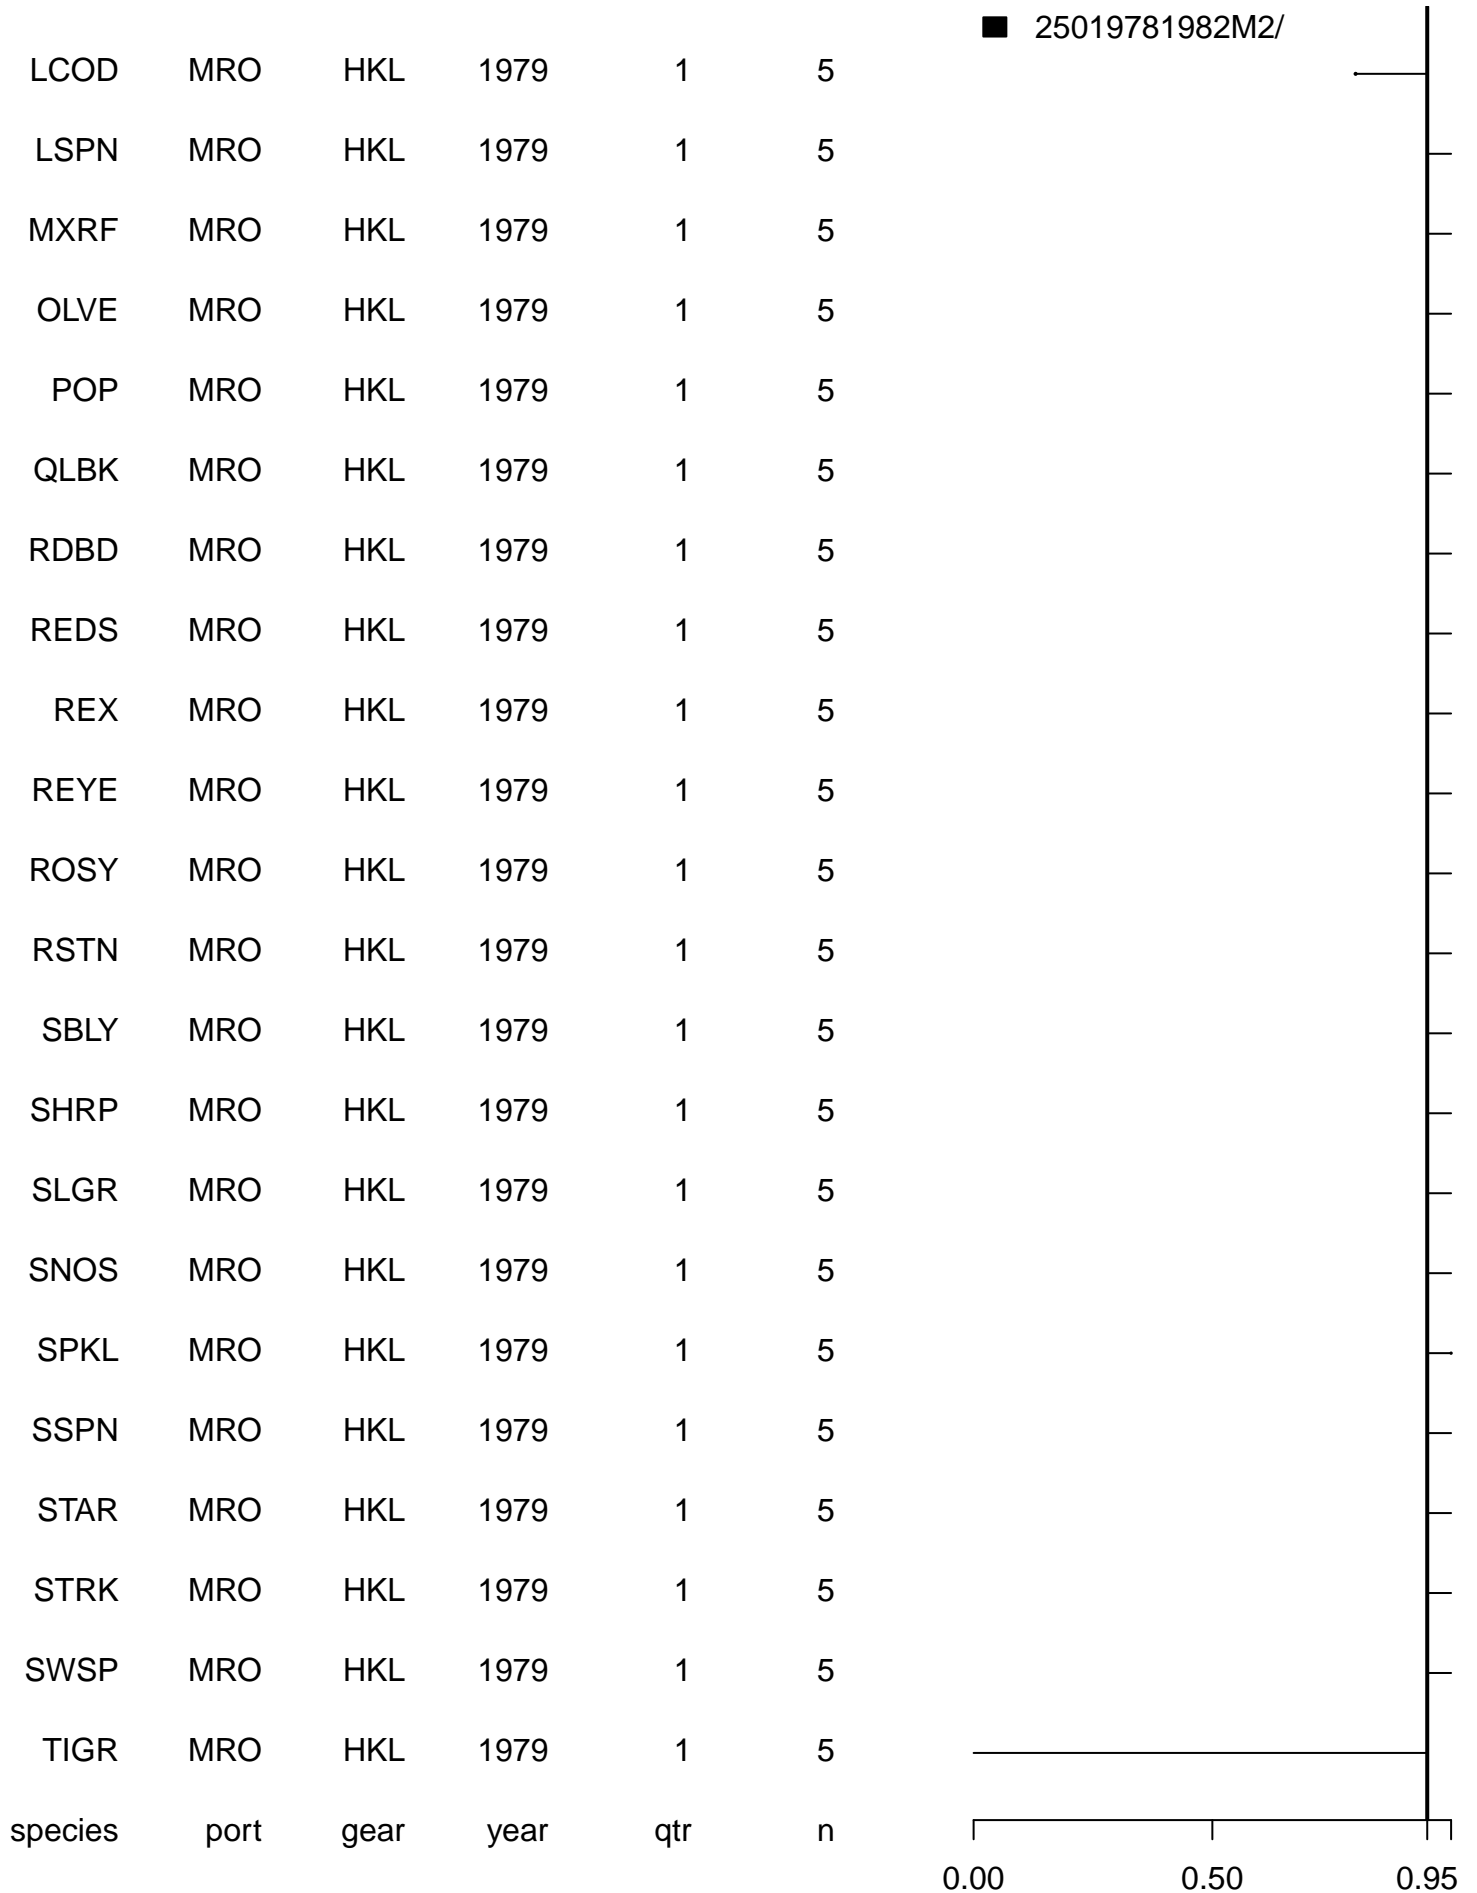 25019781982M2/
LCOD MRO HKL 1979 1 5
LSPN MRO HKL 1979 1 5
MXRF MRO HKL 1979 1 5
OLVE MRO HKL 1979 1 5
POP MRO HKL 1979 1 5
QLBK MRO HKL 1979 1 5
RDBD MRO HKL 1979 1 5
REDS MRO HKL 1979 1 5
REX MRO HKL 1979 1 5
REYE MRO HKL 1979 1 5
ROSY MRO HKL 1979 1 5
RSTN MRO HKL 1979 1 5
SBLY MRO HKL 1979 1 5
SHRP MRO HKL 1979 1 5
SLGR MRO HKL 1979 1 5
SNOS MRO HKL 1979 1 5
SPKL MRO HKL 1979 1 5
SSPN MRO HKL 1979 1 5
STAR MRO HKL 1979 1 5
STRK MRO HKL 1979 1 5
SWSP MRO HKL 1979 1 5
TIGR MRO HKL 1979 1 5
species port gear year qtr n
0.00 0.50 0.95